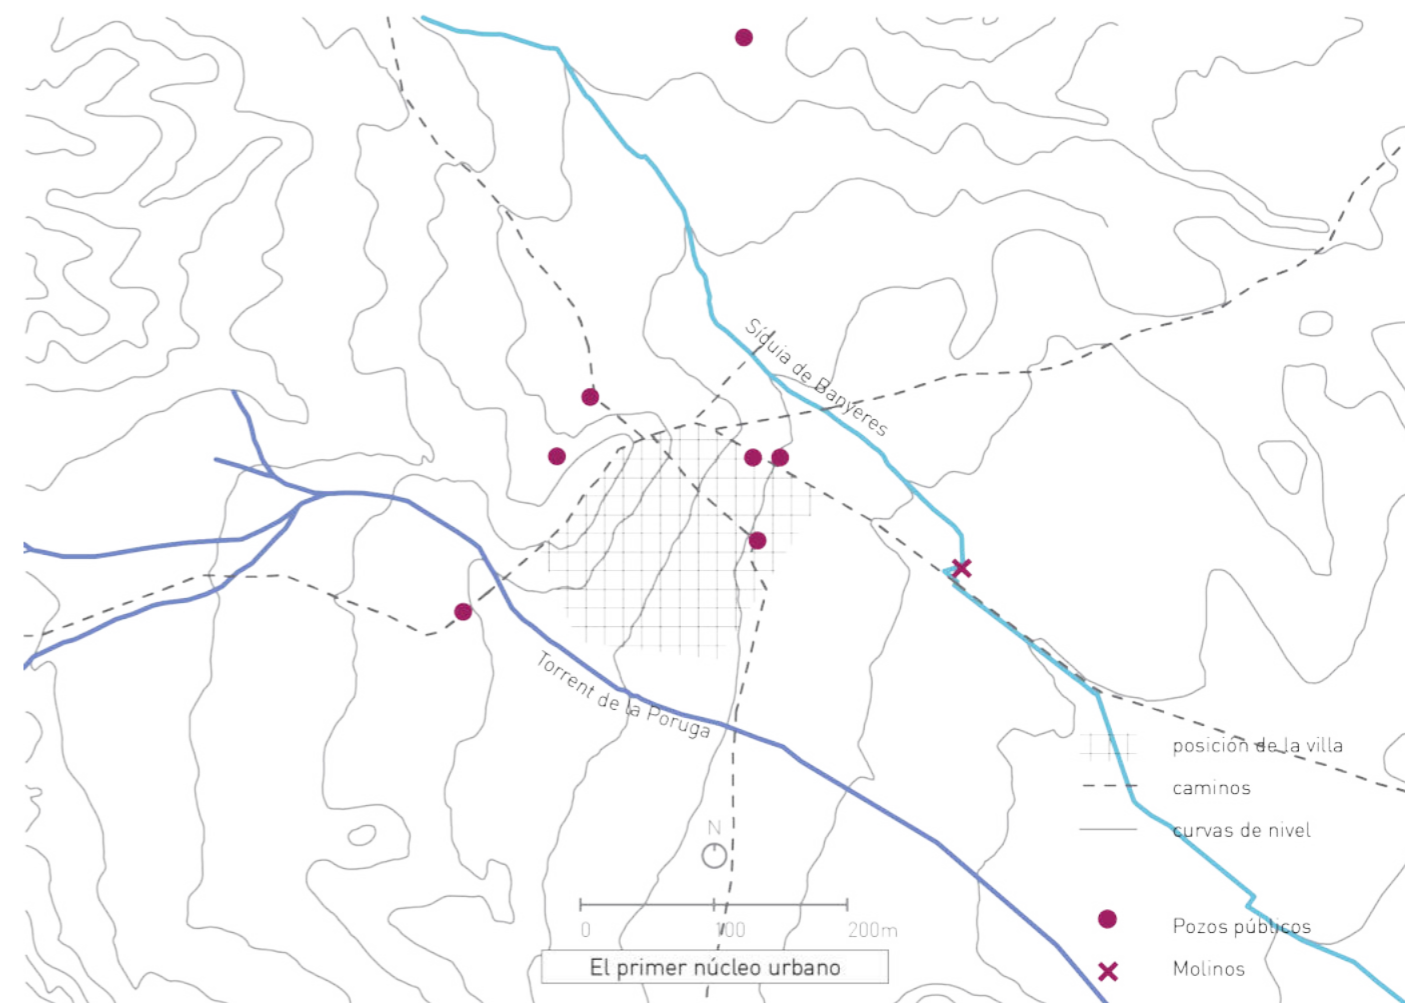 Síquia de Banyeres
Torrent de la Poruga
posición de la villa
caminos
curvas de nivel
N
0 100 200m
Pozos públicos
El primer núcleo urbano
Molinos